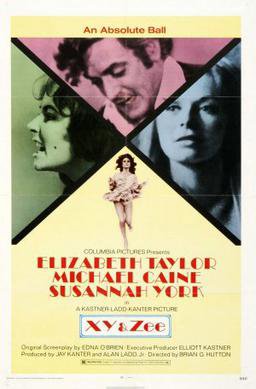 An Absolute Ball
COLUMBIA PICTURES Presents
ELIZABETH TAYLOR
MICHAEL CAINE
SUSANNAH YORK
in
A KASTNER-LADD-KANTER PICTURE
XY & Zee
Original Screenplay by EDNA O'BRIEN · Executive Producer ELLIOTT KASTNER
Produced by JAY KANTER and ALAN LADD, Jr. · Directed by BRIAN G. HUTTON